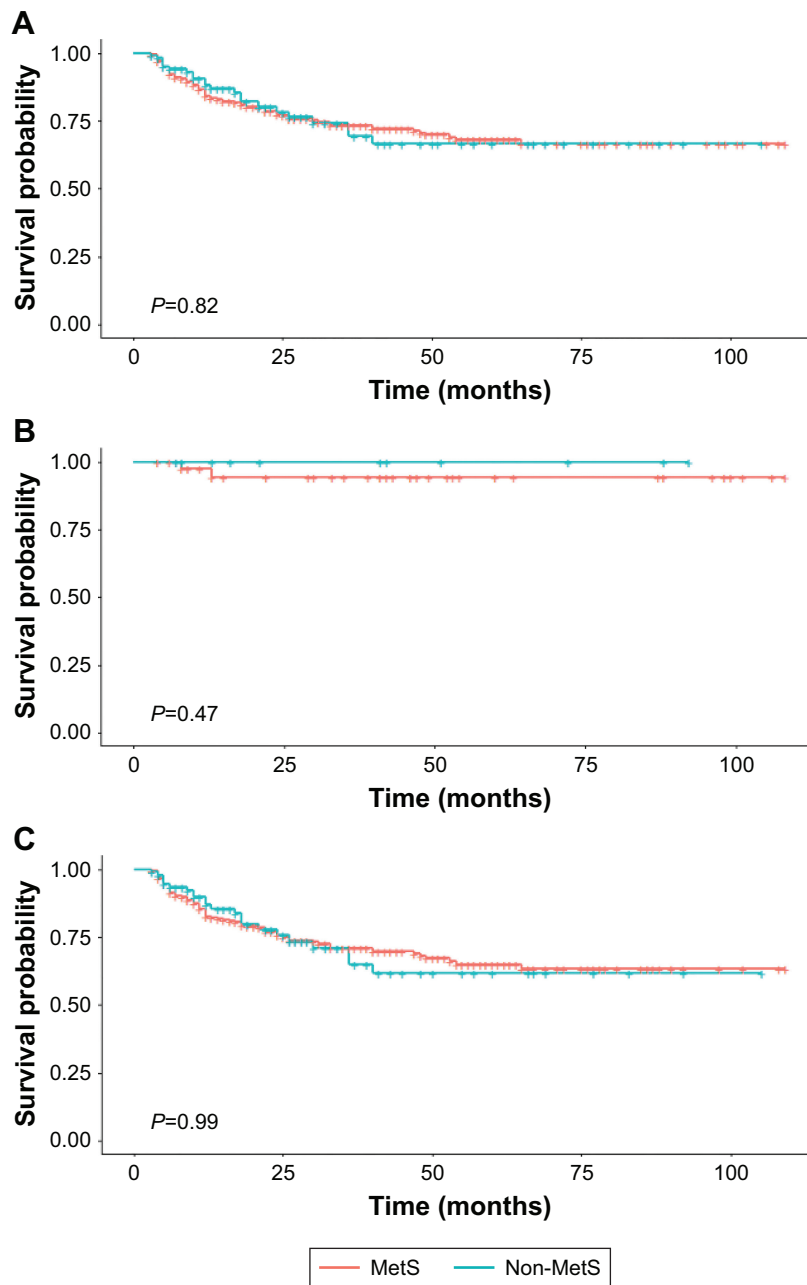 A
Survival probability
1.00
0.75
0.50
0.25
0.00
P=0.82
0 25 50 75 100
Time (months)
B
Survival probability
1.00
0.75
0.50
0.25
0.00
P=0.47
0 25 50 75 100
Time (months)
C
Survival probability
1.00
0.75
0.50
0.25
0.00
P=0.99
0 25 50 75 100
Time (months)
MetS Non-MetS